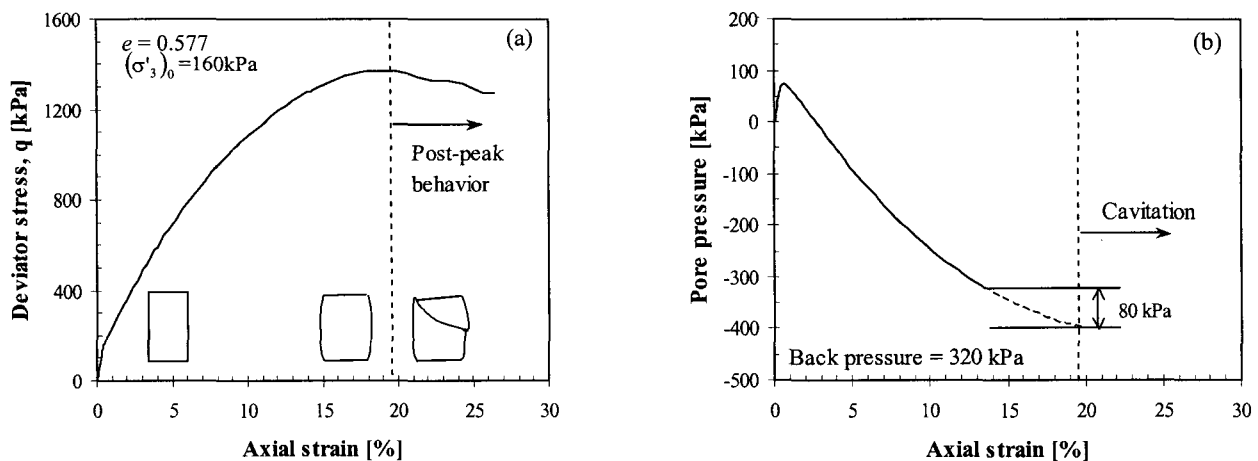 (a)
e = 0.577
(σ'3)0 =160kPa
Post-peak
behavior
1600
1200
800
400
0
0 5 10 15 20 25 30
Deviator stress, q [kPa]
Axial strain [%]
(b)
200
100
0
-100
-200
-300
-400
-500
Cavitation
80 kPa
Back pressure = 320 kPa
0 5 10 15 20 25 30
Pore pressure [kPa]
Axial strain [%]